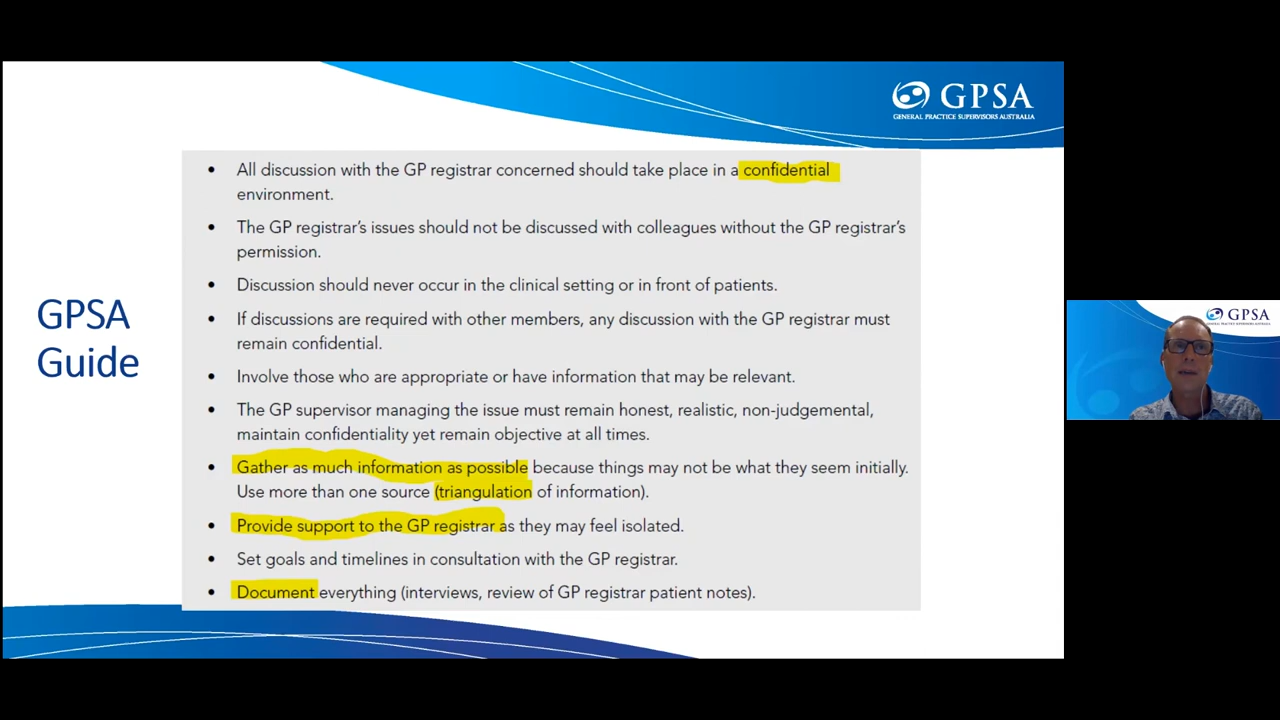 GPSA
GENERAL PRACTICE SUPERVISORS AUSTRALIA
GPSA
Guide
• All discussion with the GP registrar concerned should take place in a confidential
environment.
• The GP registrar’s issues should not be discussed with colleagues without the GP registrar’s
permission.
• Discussion should never occur in the clinical setting or in front of patients.
• If discussions are required with other members, any discussion with the GP registrar must
remain confidential.
• Involve those who are appropriate or have information that may be relevant.
• The GP supervisor managing the issue must remain honest, realistic, non-judgemental,
maintain confidentiality yet remain objective at all times.
• Gather as much information as possible because things may not be what they seem initially.
Use more than one source (triangulation of information).
• Provide support to the GP registrar as they may feel isolated.
• Set goals and timelines in consultation with the GP registrar.
• Document everything (interviews, review of GP registrar patient notes).
GPSA
GENERAL PRACTICE SUPERVISORS AUSTRALIA